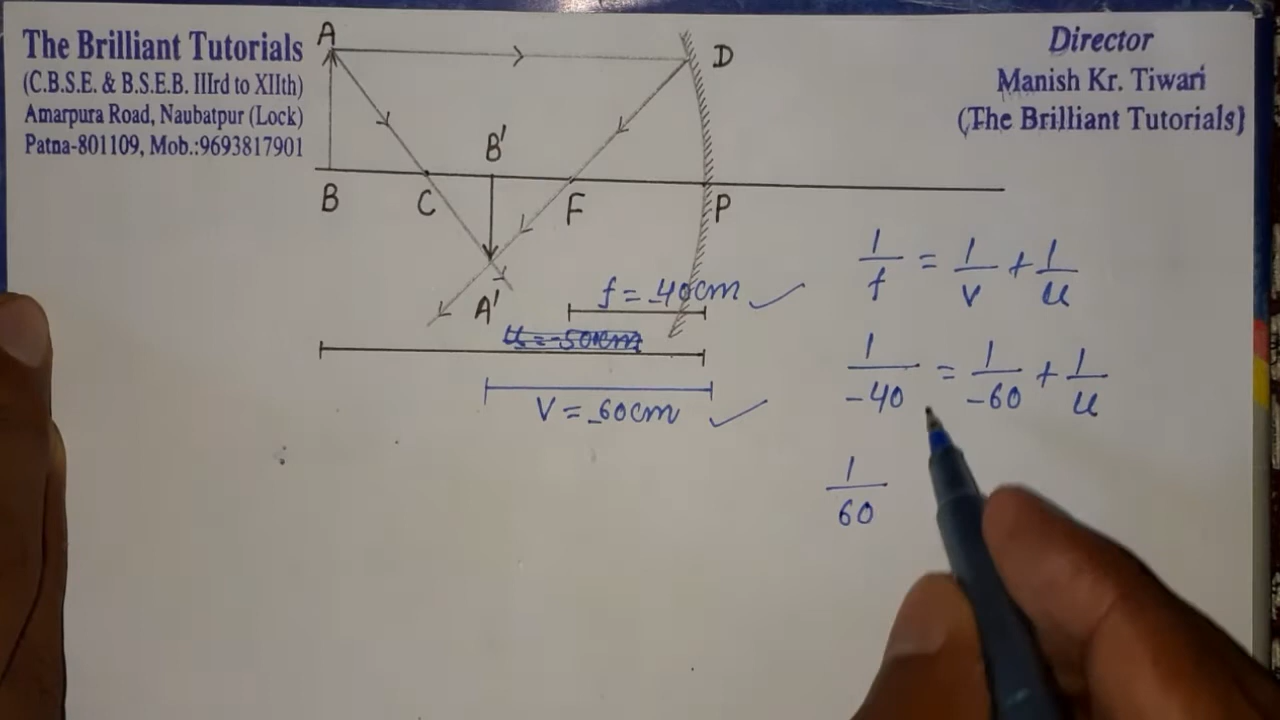 The Brilliant Tutorials
(C.B.S.E. & B.S.E.B. IIIrd to XIIth)
Amarpura Road, Naubatpur (Lock)
Patna-801109, Mob.:9693817901
Director
Manish Kr. Tiwari
(The Brilliant Tutorials)
A
D
B'
B
C
F
P
A'
f = -40cm
u = -50cm
V = -60cm
1/f = 1/v + 1/u
1/-40 = 1/-60 + 1/u
1/60